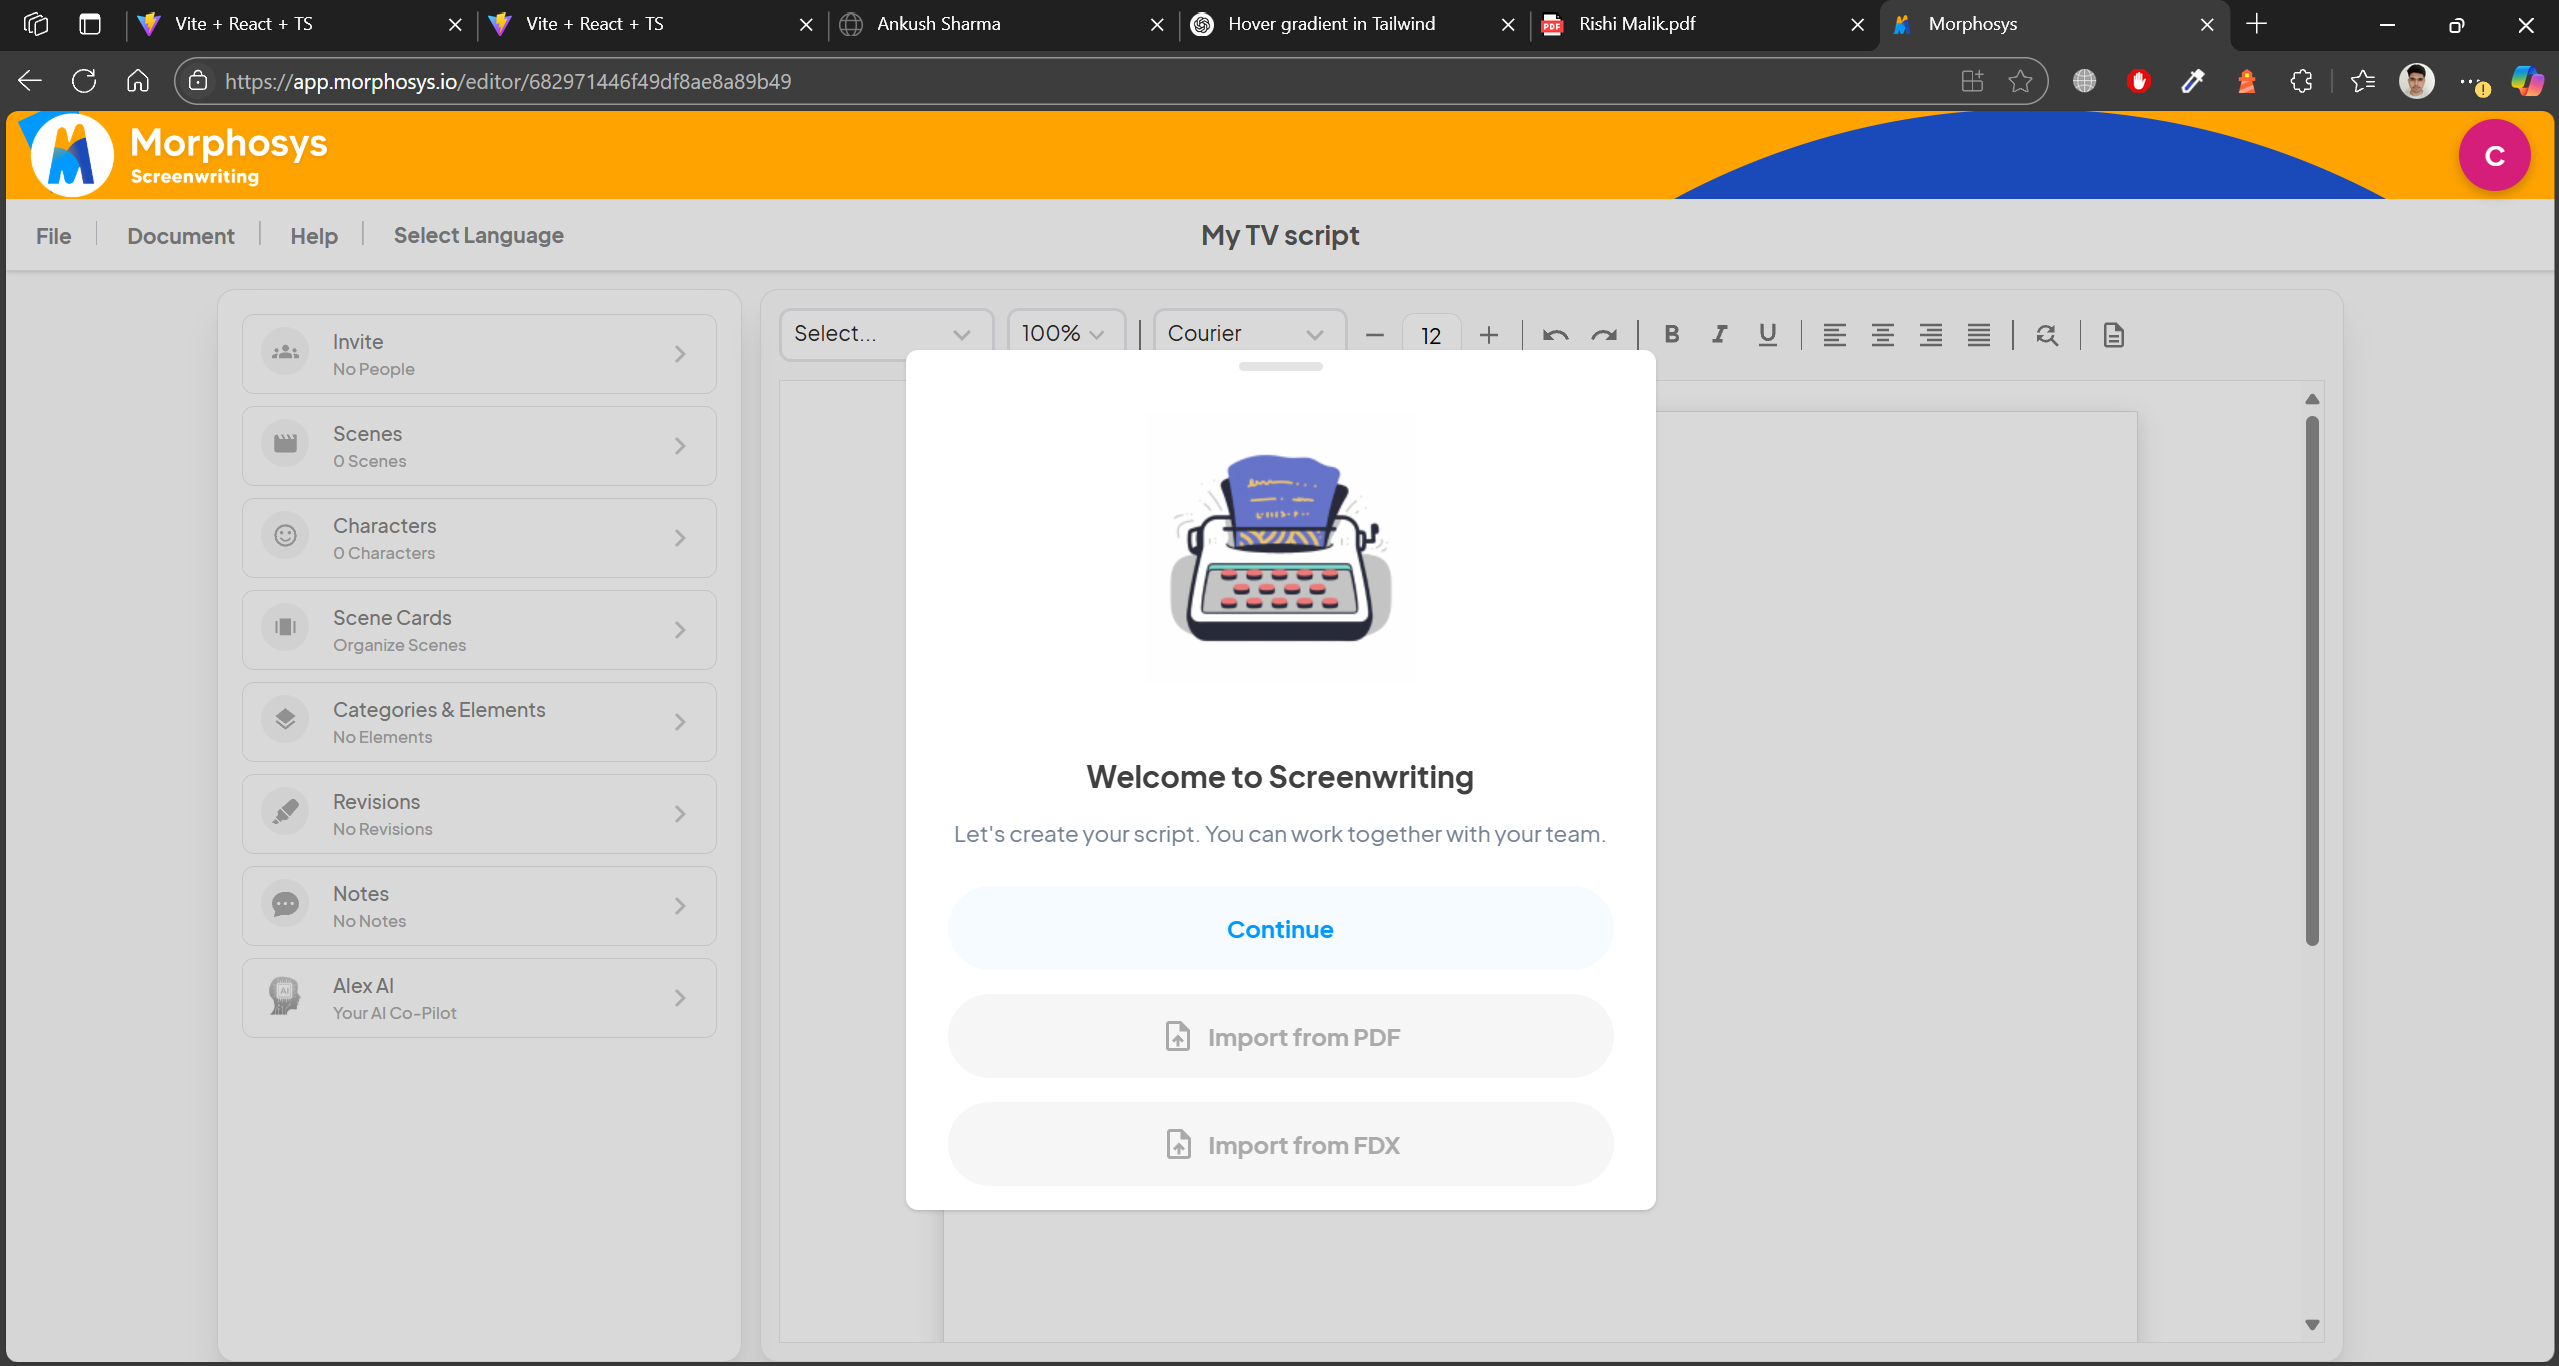 Vite + React + TS
Vite + React + TS
Ankush Sharma
Hover gradient in Tailwind
Rishi Malik.pdf
Morphosys
https://app.morphosys.io/editor/682971446f49df8ae8a89b49
Morphosys
Screenwriting
C
File
Document
Help
Select Language
My TV script
Invite
No People
Scenes
0 Scenes
Characters
0 Characters
Scene Cards
Organize Scenes
Categories & Elements
No Elements
Revisions
No Revisions
Notes
No Notes
AI
Alex AI
Your AI Co-Pilot
Select...
100%
Courier
12
B
I
U
Welcome to Screenwriting
Let's create your script. You can work together with your team.
Continue
Import from PDF
Import from FDX